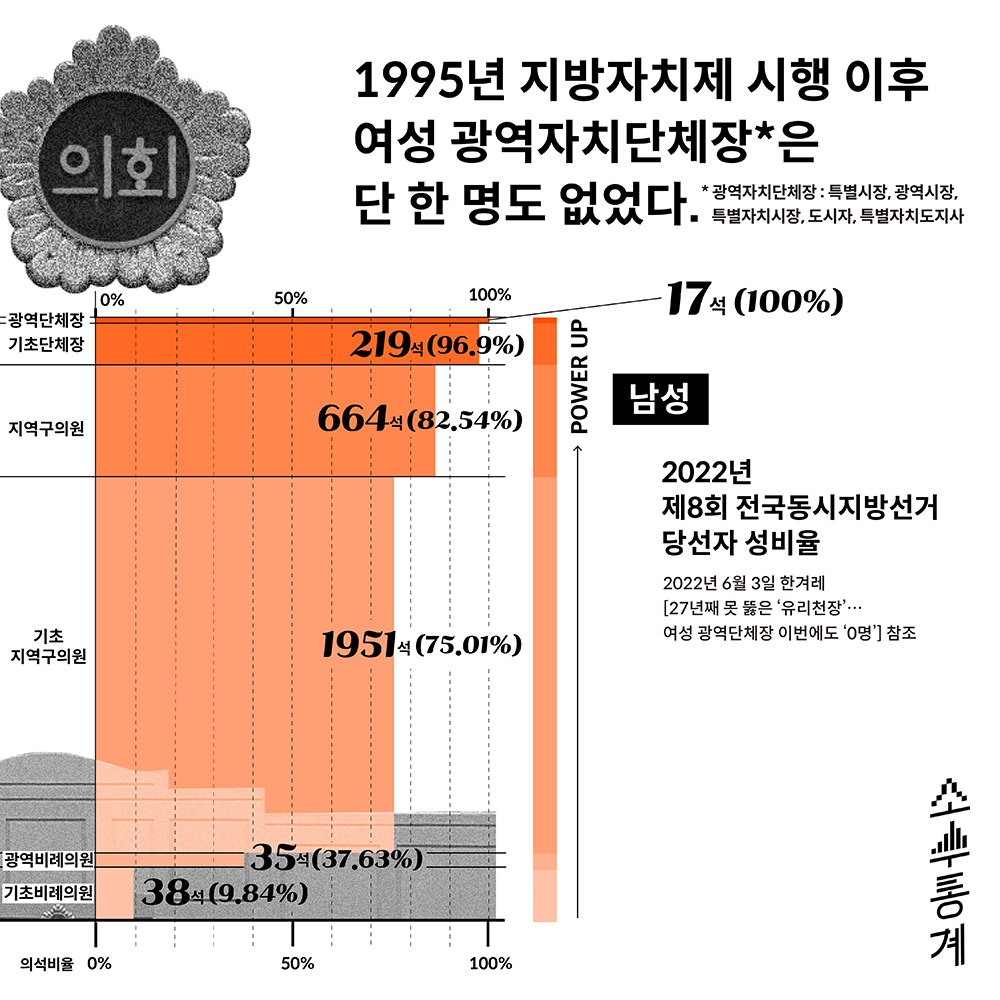 의회
1995년 지방자치제 시행 이후
여성 광역자치단체장*은
단 한 명도 없었다.
* 광역자치단체장 : 특별시장, 광역시장,
특별자치시장, 도시자, 특별자치도지사
0% 50% 100%
17석 (100%)
광역단체장
기초단체장
219석(96.9%)
POWER UP
남성
664석(82.54%)
지역구의원
2022년
제8회 전국동시지방선거
당선자 성비율
2022년 6월 3일 한겨레
[27년째 못 뚫은 ‘유리천장’…
여성 광역단체장 이번에도 ‘0명’] 참조
기초
지역구의원
1951석(75.01%)
광역비례의원
35석(37.63%)
기초비례의원
38석(9.84%)
의석비율 0% 50% 100%
소수통계